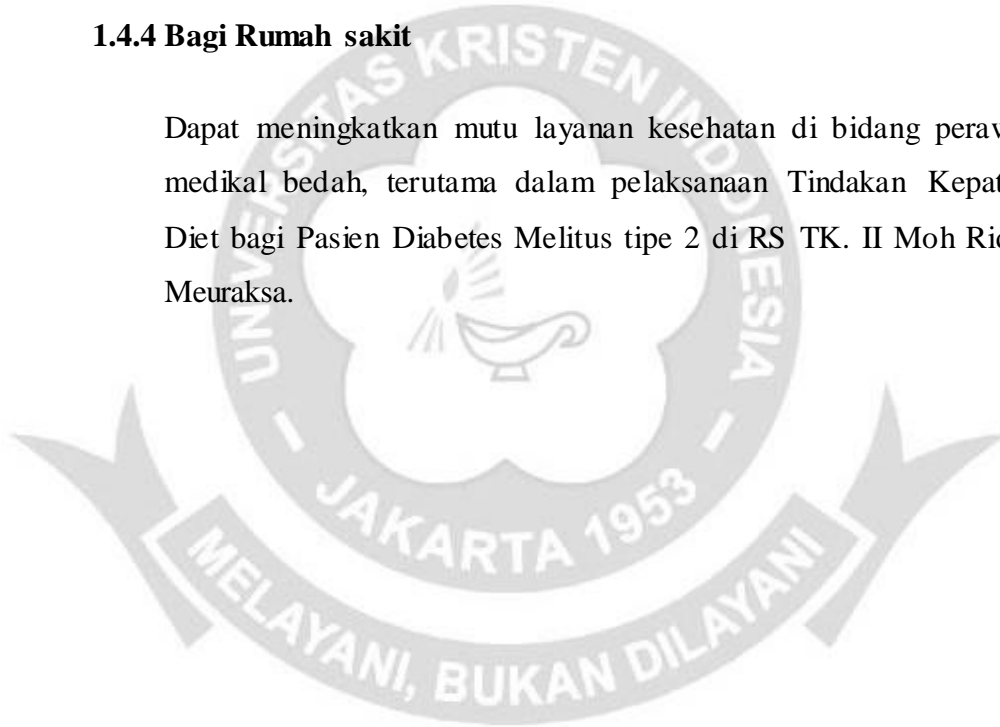 1.4.4 Bagi Rumah sakit
Dapat meningkatkan mutu layanan kesehatan di bidang
medikal bedah, terutama dalam pelaksanaan Tindakan
Diet bagi Pasien Diabetes Melitus tipe 2 di RS TK. II Moh
Meuraksa.
UNIVERSITAS KRISTEN INDONESIA
- JAKARTA 1953 -
MELAYANI, BUKAN DILAYANI